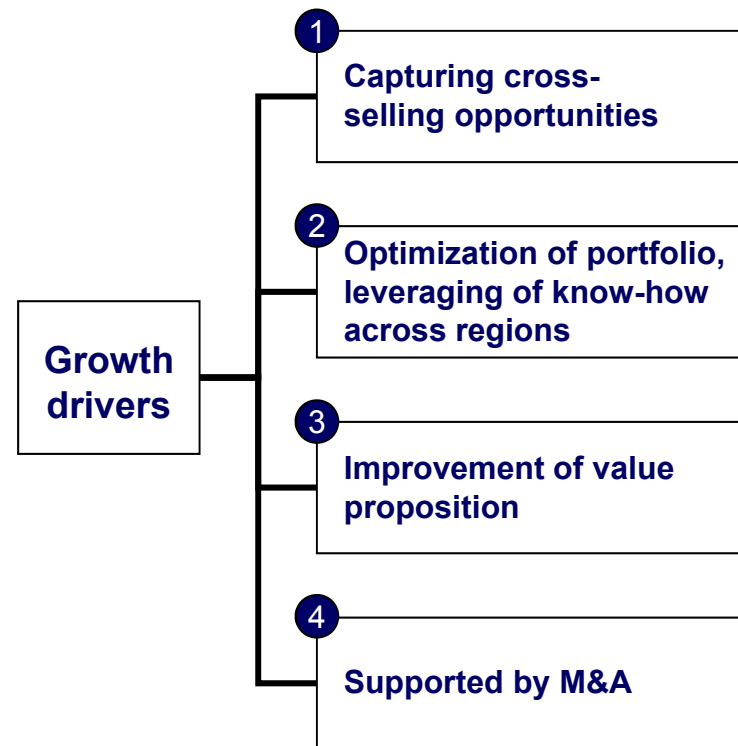 1
Capturing cross-
selling opportunities
2
Optimization of portfolio,
leveraging of know-how
across regions
Growth
drivers
3
Improvement of value
proposition
4
Supported by M&A